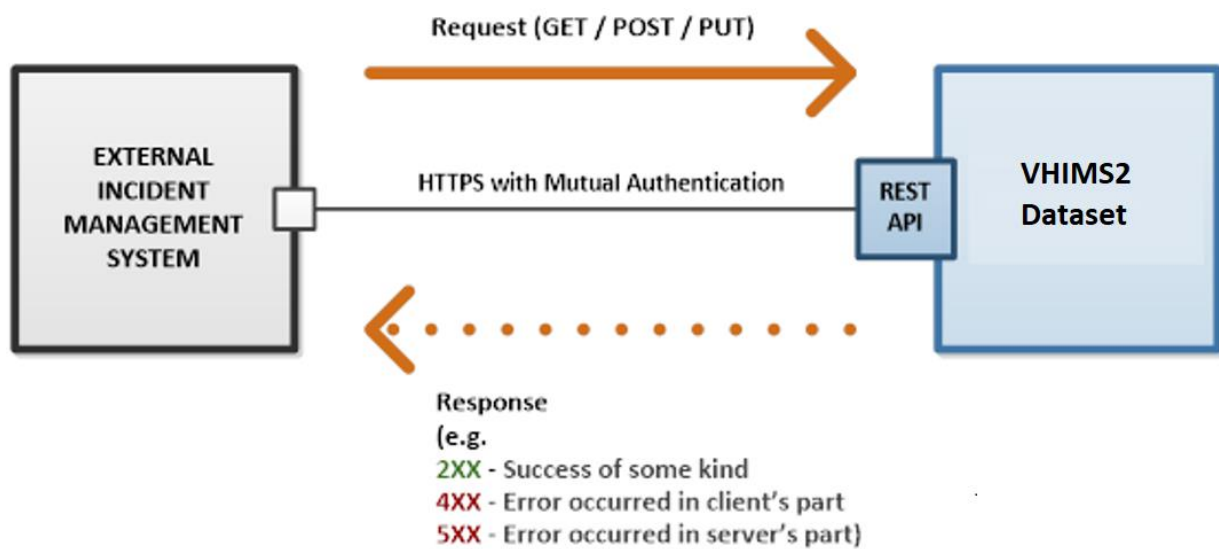 Request (GET / POST / PUT)
EXTERNAL
INCIDENT
MANAGEMENT
SYSTEM
HTTPS with Mutual Authentication
REST
API
VHIMS2
Dataset
Response
(e.g.
2XX - Success of some kind
4XX - Error occurred in client's part
5XX - Error occurred in server's part)